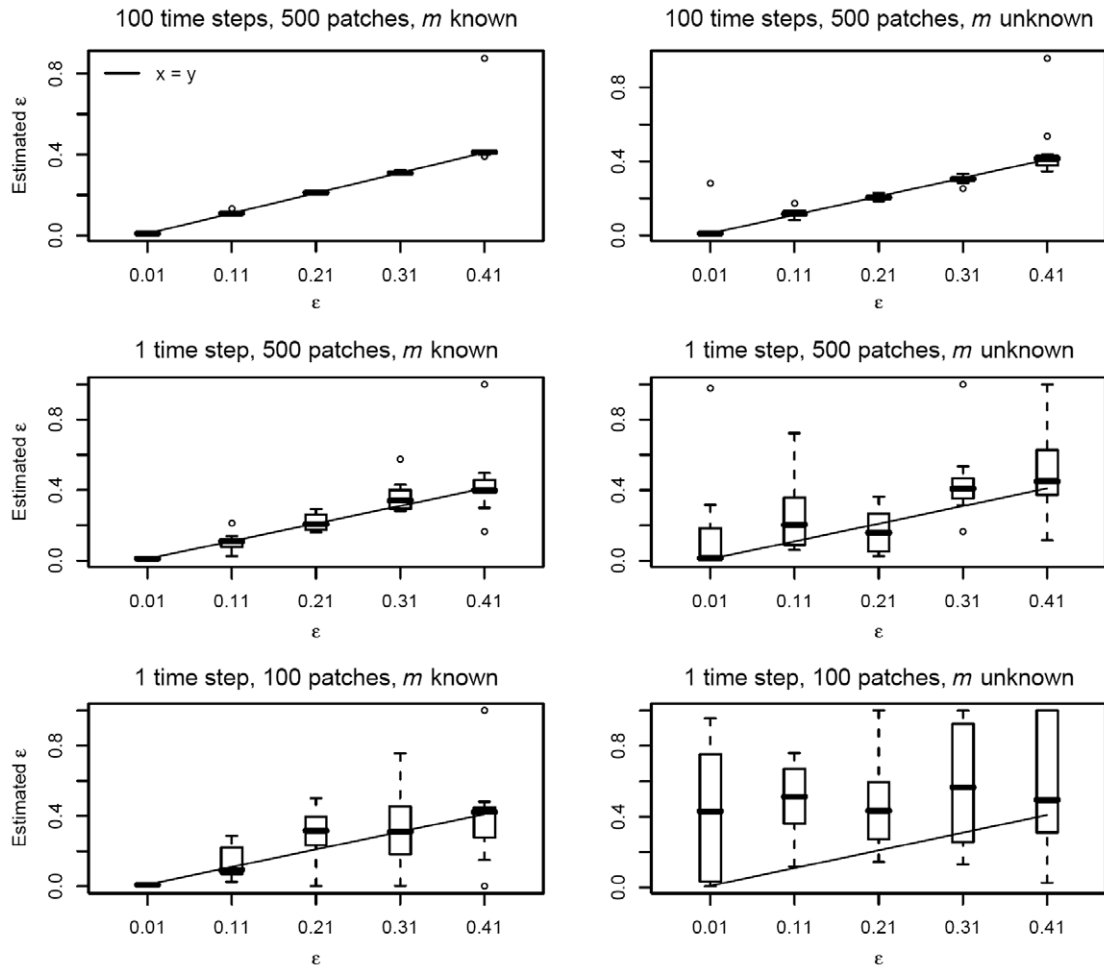 100 time steps, 500 patches, m known
100 time steps, 500 patches, m unknown
x = y
Estimated ε
0.8
0.4
0.0
0.01 0.11 0.21 0.31 0.41
ε
0.8
0.4
0.0
0.01 0.11 0.21 0.31 0.41
ε
1 time step, 500 patches, m known
1 time step, 500 patches, m unknown
Estimated ε
0.8
0.4
0.0
0.01 0.11 0.21 0.31 0.41
ε
0.8
0.4
0.0
0.01 0.11 0.21 0.31 0.41
ε
1 time step, 100 patches, m known
1 time step, 100 patches, m unknown
Estimated ε
0.8
0.4
0.0
0.01 0.11 0.21 0.31 0.41
ε
0.8
0.4
0.0
0.01 0.11 0.21 0.31 0.41
ε